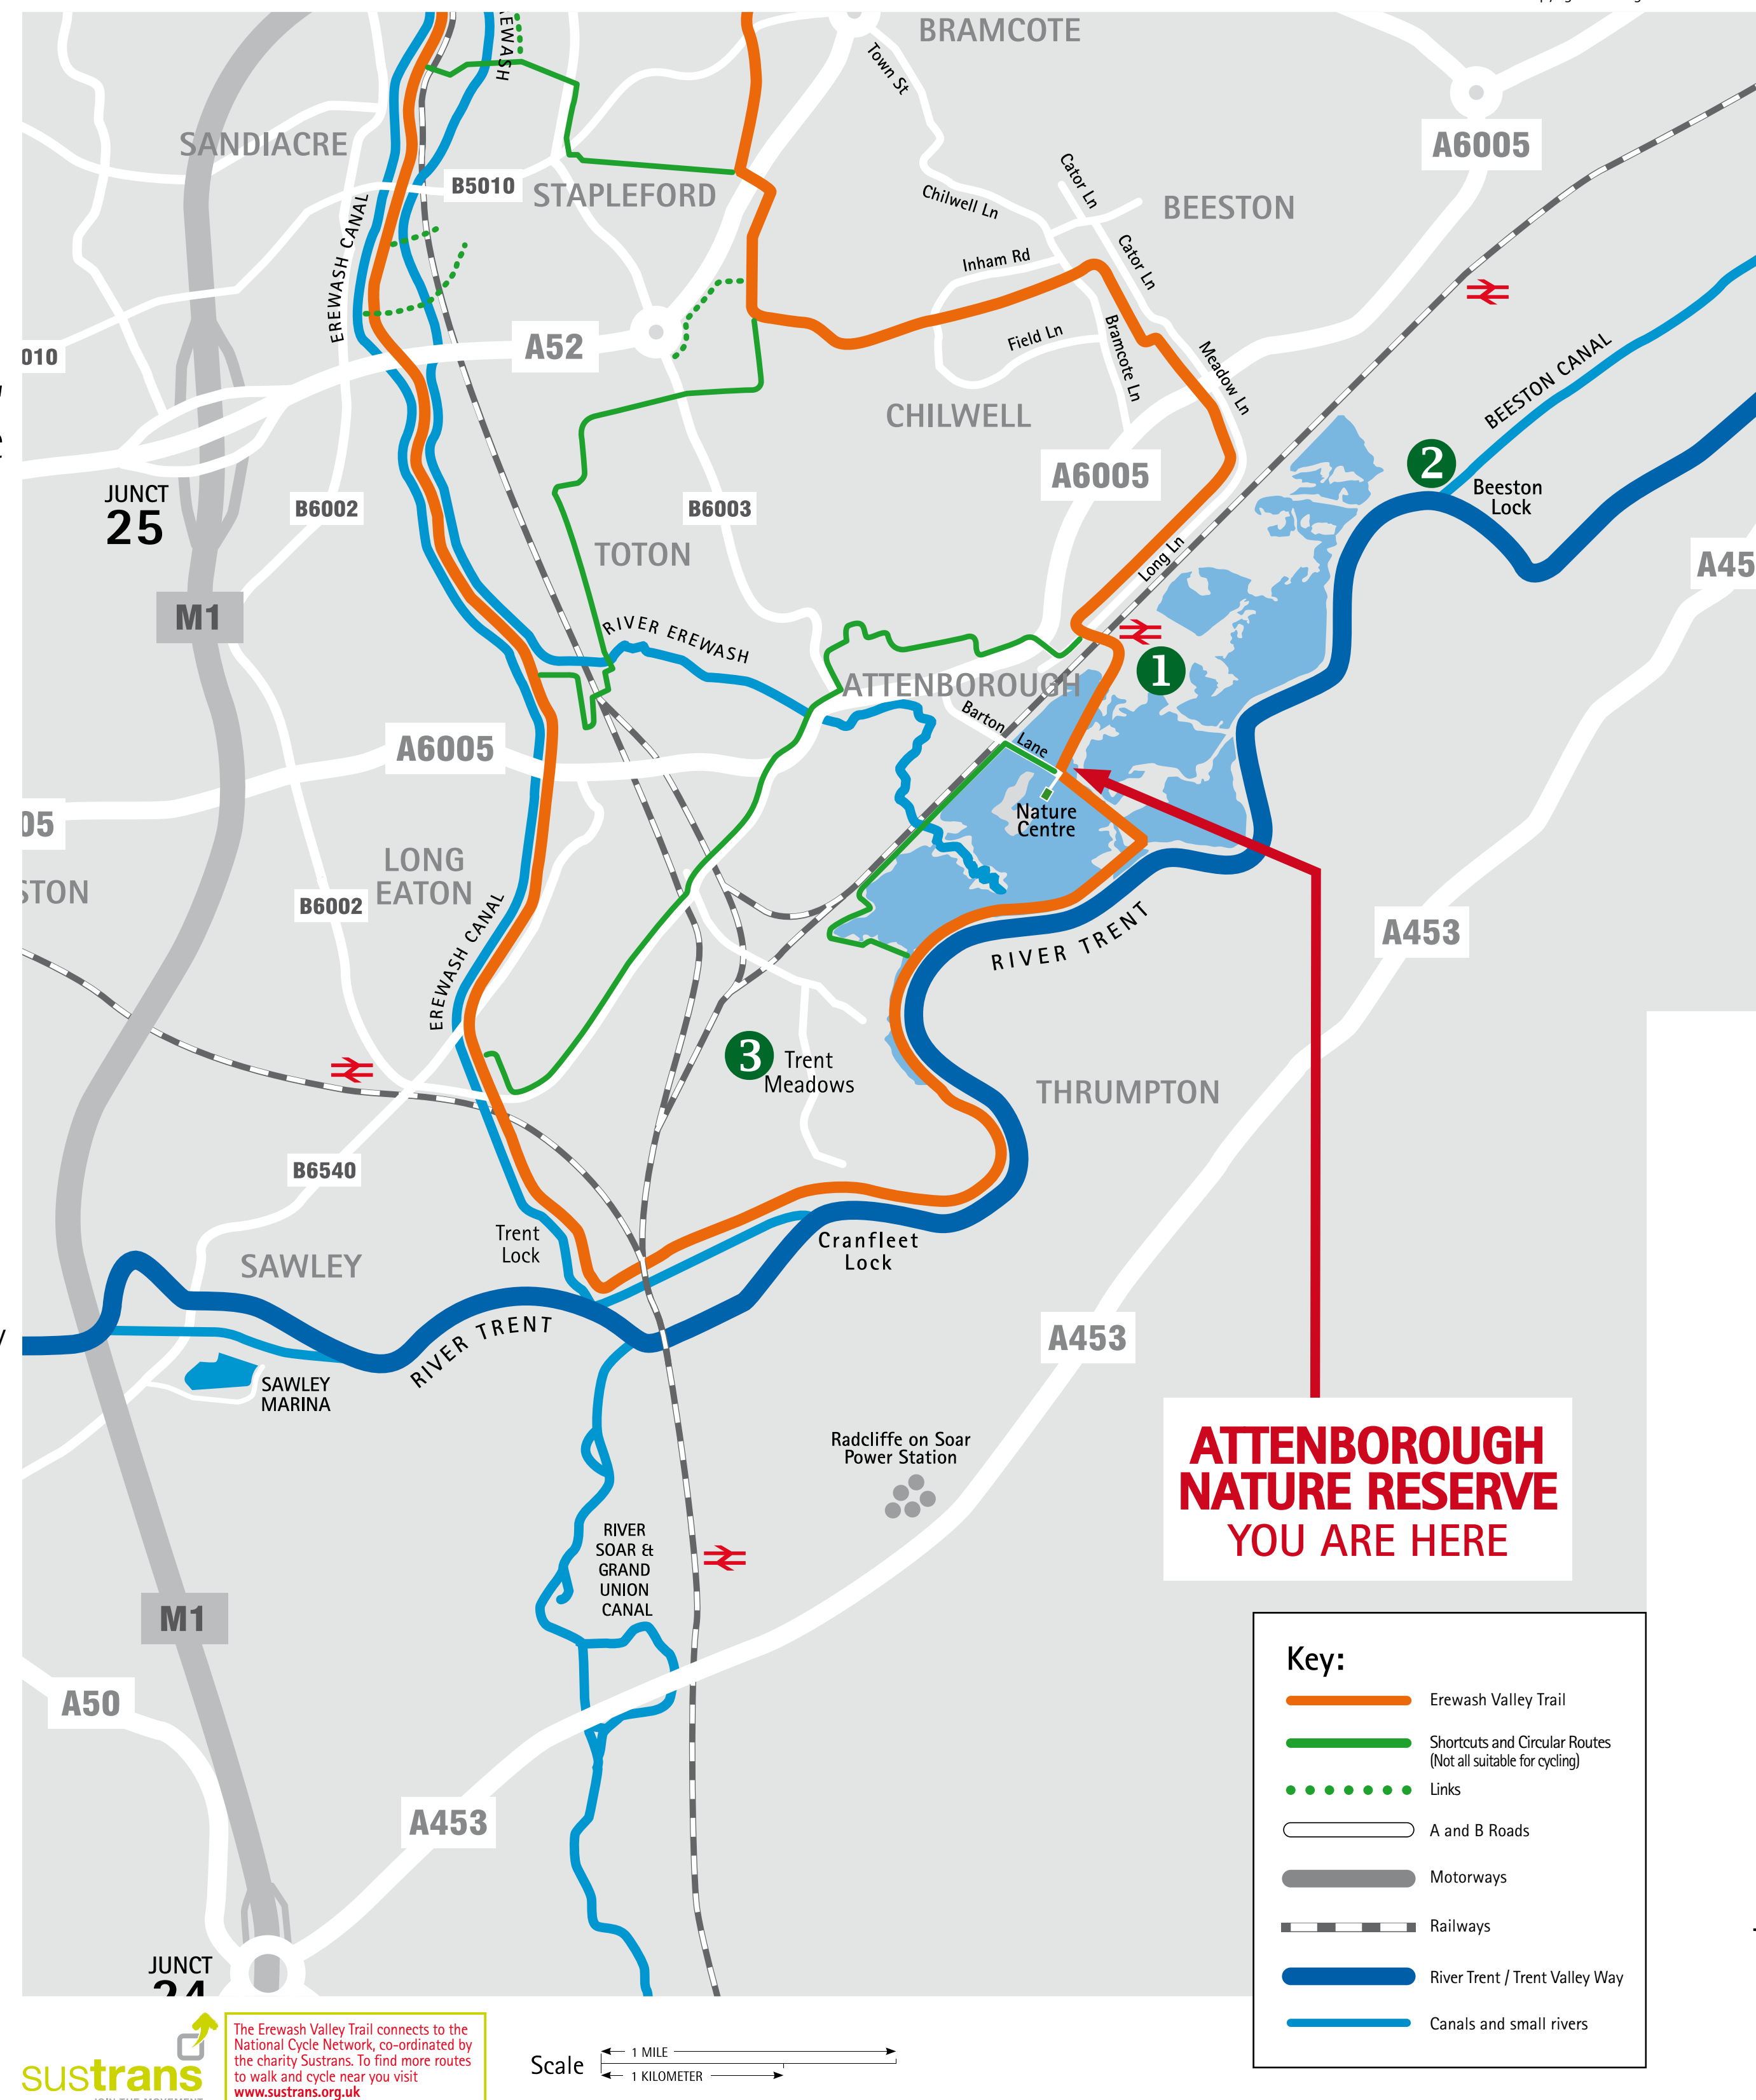 BRAMCOTE
EWASH
Town St
SANDIACRE
A6005
B5010
STAPLEFORD
Cator Ln
Chilwell Ln
BEESTON
EREWASH CANAL
Inham Rd
Cator Ln
A52
Field Ln
Bramcote Ln
Meadow Ln
BEESTON CANAL
010
CHILWELL
2
JUNCT
25
B6002
B6003
A6005
Beeston
Lock
TOTON
Long Ln
A45
M1
RIVER EREWASH
1
ATTENBOROUGH
Barton
Lane
A6005
05
Nature
Centre
LONG
EATON
STON
B6002
EREWASH CANAL
RIVER TRENT
A453
3
Trent
Meadows
THRUMPTON
B6540
Trent
Lock
Cranfleet
Lock
SAWLEY
RIVER TRENT
A453
SAWLEY
MARINA
Radcliffe on Soar
Power Station
ATTENBOROUGH
NATURE RESERVE
YOU ARE HERE
RIVER
SOAR &
GRAND
UNION
CANAL
M1
A50
A453
JUNCT
24
Key:
Erewash Valley Trail
Shortcuts and Circular Routes
(Not all suitable for cycling)
Links
A and B Roads
Motorways
Railways
River Trent / Trent Valley Way
Canals and small rivers
sustrans
JOIN THE MOVEMENT
The Erewash Valley Trail connects to the
National Cycle Network, co-ordinated by
the charity Sustrans. To find more routes
to walk and cycle near you visit
www.sustrans.org.uk
Scale
1 MILE
1 KILOMETER